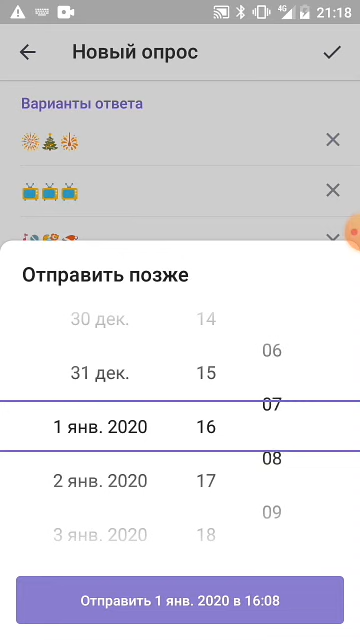 4G 21:18
Новый опрос
Варианты ответа
Отправить позже
30 дек. 14
06
31 дек. 15
07
1 янв. 2020 16
08
2 янв. 2020 17
09
3 янв. 2020 18
Отправить 1 янв. 2020 в 16:08